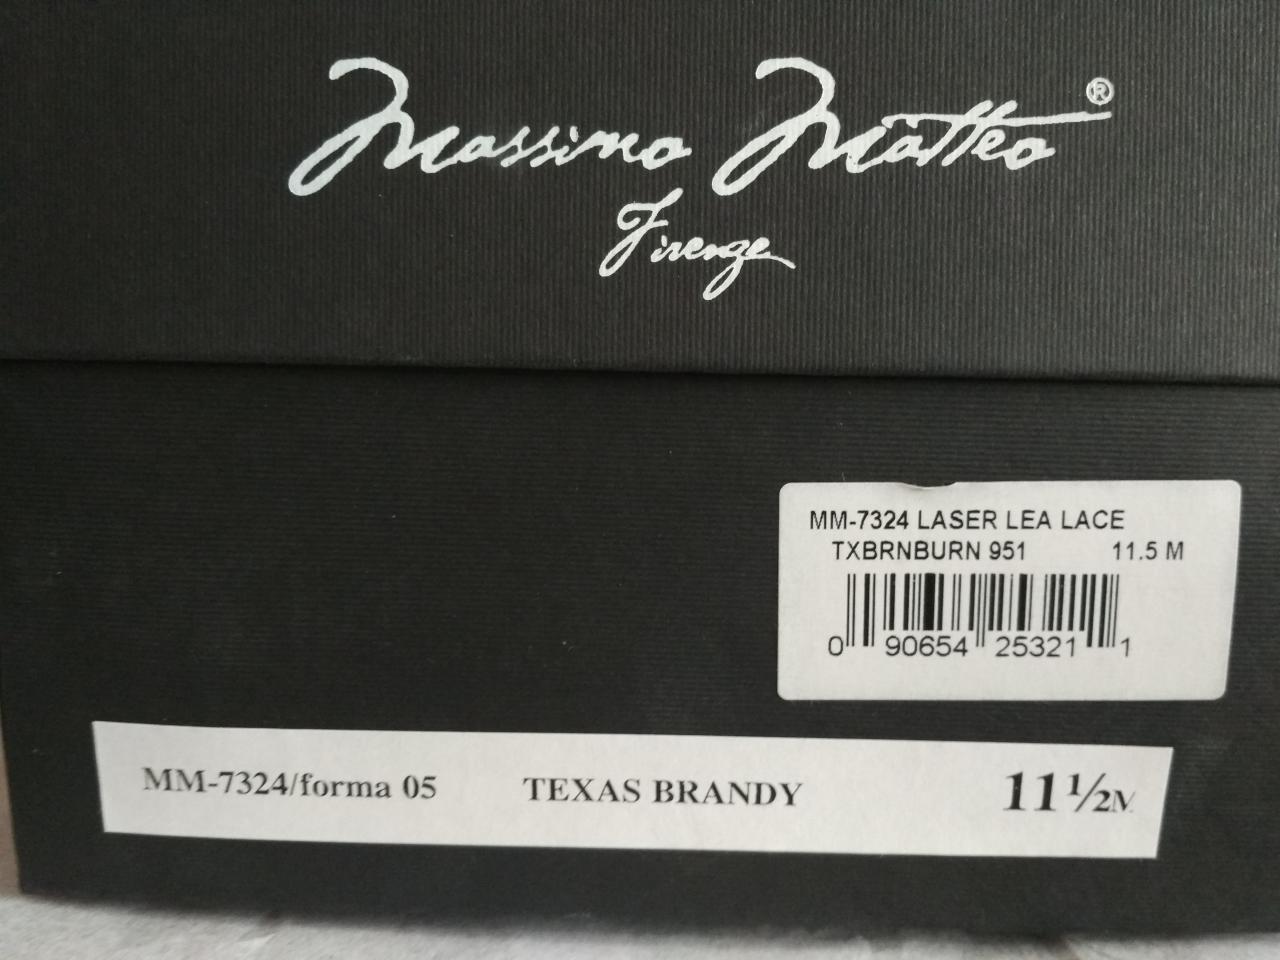 Massimo Matteo®
Firenze
MM-7324 LASER LEA LACE
TXBRNBURN 951 11.5 M
0 90654 25321 1
MM-7324/forma 05 TEXAS BRANDY 11½M